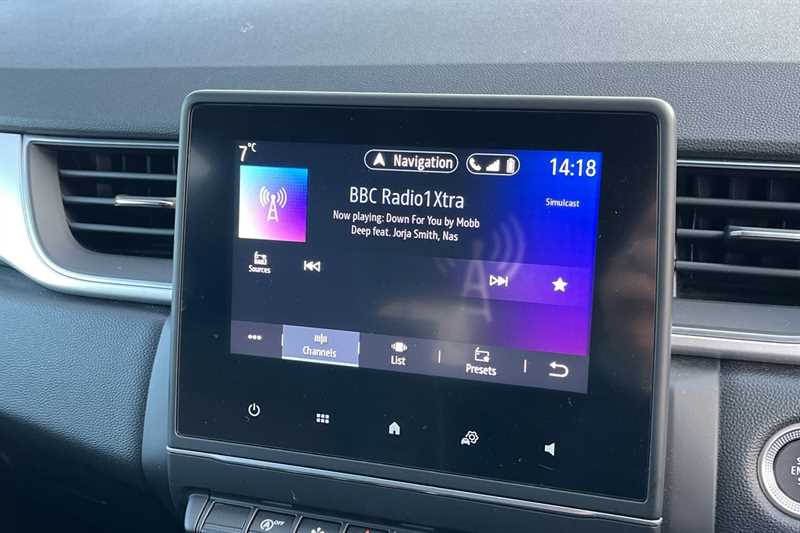 7°C
Navigation
14:18
BBC Radio1Xtra
Simulcast
Now playing: Down For You by Mobb
Deep feat. Jorja Smith, Nas
Sources
Channels
List
Presets
OFF